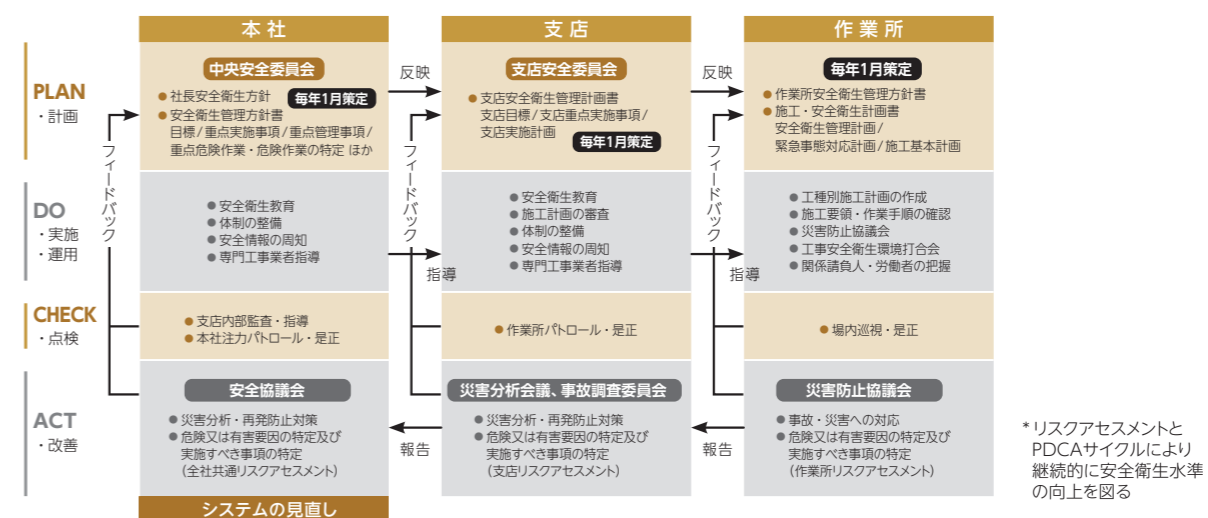 本社
支店
作業所
PLAN
・計画
中央安全委員会
●社長安全衛生方針
毎年1月策定
●安全衛生管理方針書
目標/重点実施事項/重点管理事項/
重点危険作業・危険作業の特定 ほか
反映
支店安全委員会
●支店安全衛生管理計画書
支店目標/支店重点実施事項/
支店実施計画
毎年1月策定
反映
毎年1月策定
●作業所安全衛生管理方針書
●施工・安全衛生計画書
安全衛生管理計画/
緊急事態対応計画/施工基本計画
フィードバック
フィードバック
フィードバック
DO
・実施
・運用
●安全衛生教育
●体制の整備
●安全情報の周知
●専門工事業者指導
指導
●安全衛生教育
●施工計画の審査
●体制の整備
●安全情報の周知
●専門工事業者指導
指導
●工種別施工計画の作成
●施工要領・作業手順の確認
●災害防止協議会
●工事安全衛生環境打合会
●関係請負人・労働者の把握
CHECK
・点検
●支店内部監査・指導
●本社注力パトロール・是正
●作業所パトロール・是正
●場内巡視・是正
ACT
・改善
安全協議会
●災害分析・再発防止対策
●危険又は有害要因の特定及び
実施すべき事項の特定
(全社共通リスクアセスメント)
報告
災害分析会議、事故調査委員会
●災害分析・再発防止対策
●危険又は有害要因の特定及び
実施すべき事項の特定
(支店リスクアセスメント)
報告
災害防止協議会
●事故・災害への対応
●危険又は有害要因の特定及び
実施すべき事項の特定
(作業所リスクアセスメント)
システムの見直し
*リスクアセスメントと
PDCAサイクルにより
継続的に安全衛生水準
の向上を図る